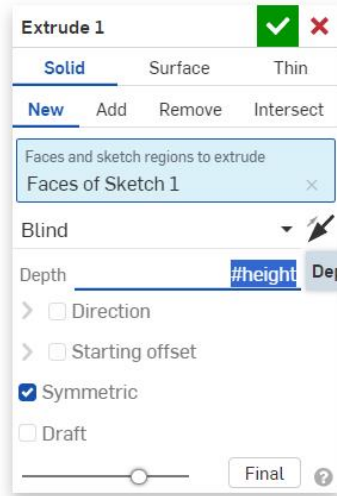 Extrude 1
Solid Surface Thin
New Add Remove Intersect
Faces and sketch regions to extrude
Faces of Sketch 1
Blind
Depth #height Dep
Direction
Starting offset
Symmetric
Draft
Final